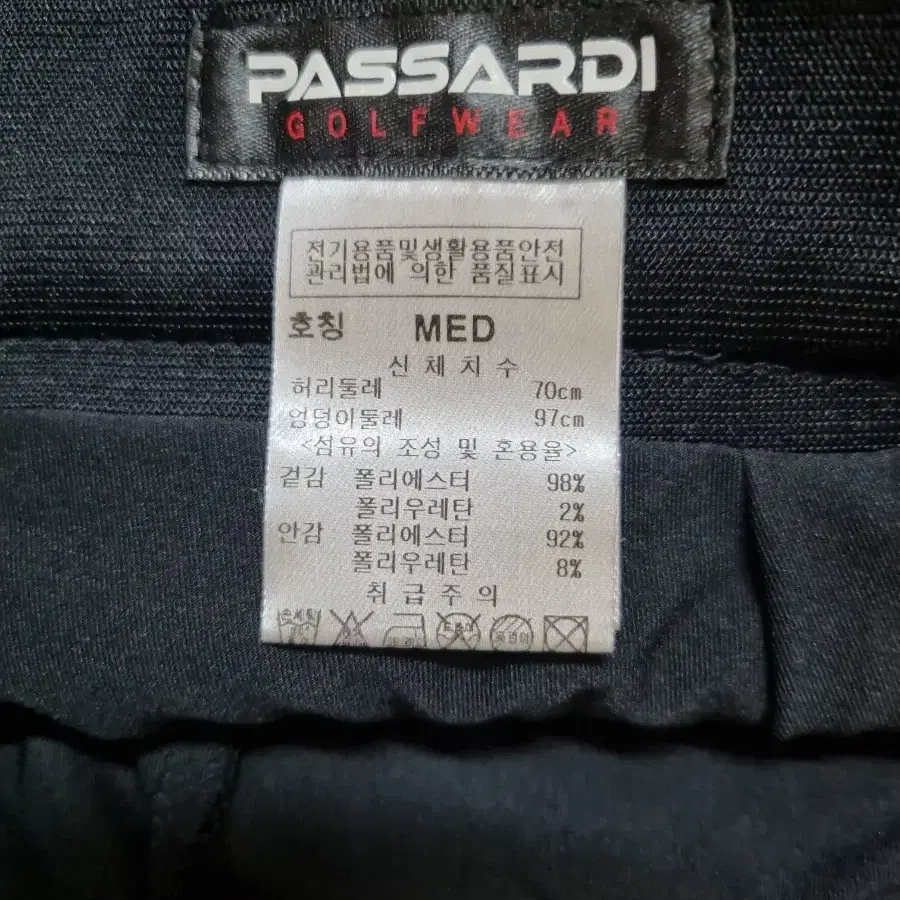 PASSARDI
GOLFWEAR
전기용품및생활용품안전
관리법에 의한 품질표시
호칭 MED
신체치수
허리둘레 70cm
엉덩이둘레 97cm
<섬유의 조성 및 혼용율>
겉감 폴리에스터 98%
폴리우레탄 2%
안감 폴리에스터 92%
폴리우레탄 8%
취급주의
손세탁